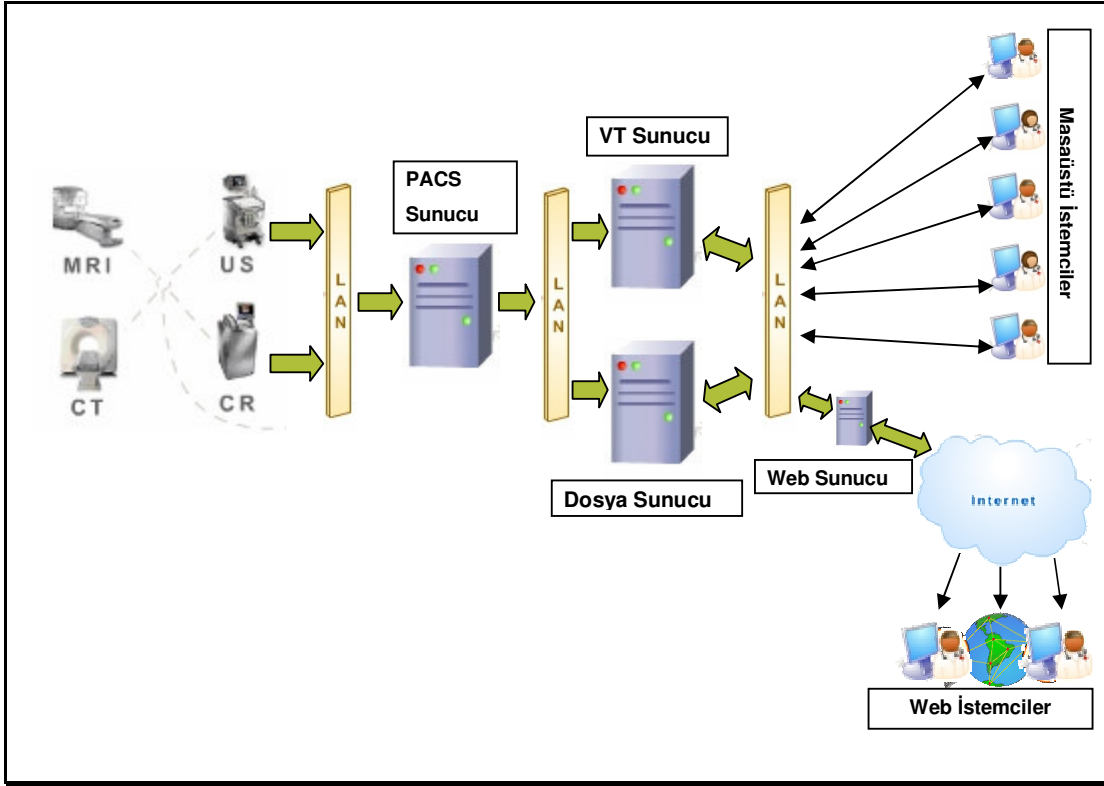 MRI
US
CT
CR
LAN
PACS
Sunucu
LAN
VT Sunucu
Dosya Sunucu
LAN
Masaüstü İstemciler
Web Sunucu
İnternet
Web İstemciler